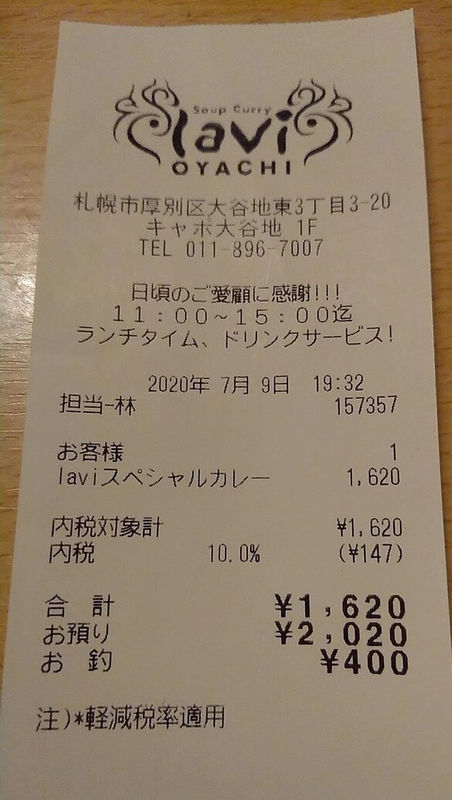 Soup Curry
lavi
OYACHI
札幌市厚別区大谷地東3丁目3-20
キャポ大谷地 1F
TEL 011-896-7007
日頃のご愛顧に感謝!!!
11:00~15:00迄
ランチタイム、ドリンクサービス!
2020年 7月 9日 19:32
担当-林 157357
お客様 1
laviスペシャルカレー 1,620
内税対象計 ¥1,620
内税 10.0% (¥147)
合 計 ¥1,620
お預り ¥2,020
お 釣 ¥400
注)*軽減税率適用